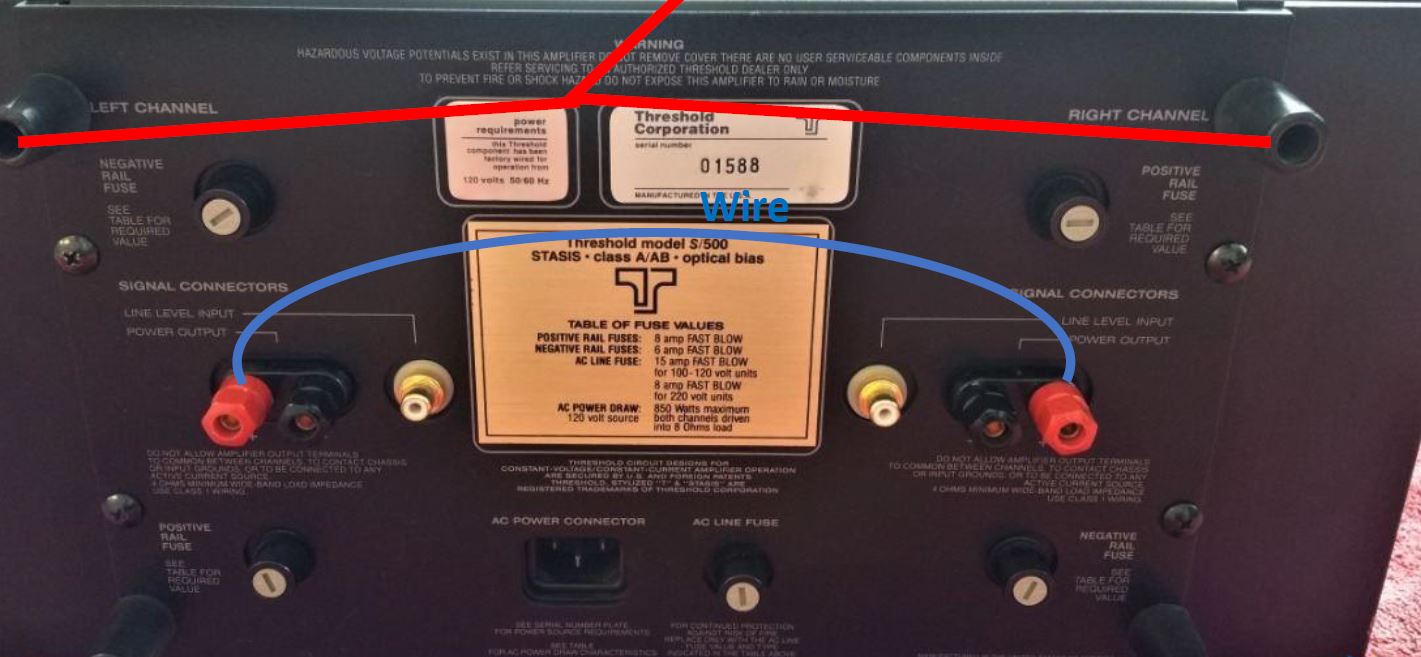 WARNING
HAZARDOUS VOLTAGE POTENTIALS EXIST IN THIS AMPLIFIER DO NOT REMOVE COVER THERE ARE NO USER SERVICEABLE COMPONENTS INSIDE
REFER SERVICING TO AUTHORIZED THRESHOLD DEALER ONLY
TO PREVENT FIRE OR SHOCK HAZARD DO NOT EXPOSE THIS AMPLIFIER TO RAIN OR MOISTURE
LEFT CHANNEL
RIGHT CHANNEL
power
requirements
this Threshold
component has been
factory wired for
operation from
120 volts 50/60 Hz
Threshold
Corporation
serial number
01588
MANUFACTURED IN THE
Wire
NEGATIVE
RAIL
FUSE
SEE
TABLE FOR
REQUIRED
VALUE
POSITIVE
RAIL
FUSE
SEE
TABLE FOR
REQUIRED
VALUE
SIGNAL CONNECTORS
LINE LEVEL INPUT
POWER OUTPUT
Threshold model S/500
STASIS • class A/AB • optical bias
TABLE OF FUSE VALUES
POSITIVE RAIL FUSES: 8 amp FAST BLOW
NEGATIVE RAIL FUSES: 6 amp FAST BLOW
AC LINE FUSE: 15 amp FAST BLOW
for 100-120 volt units
8 amp FAST BLOW
for 220 volt units
AC POWER DRAW: 850 Watts maximum
120 volt source both channels driven
into 8 Ohms load
SIGNAL CONNECTORS
LINE LEVEL INPUT
POWER OUTPUT
DO NOT ALLOW AMPLIFIER OUTPUT TERMINALS
TO COMMON BETWEEN CHANNELS, TO CONTACT CHASSIS
OR INPUT GROUNDS, OR TO BE CONNECTED TO ANY
ACTIVE CURRENT SOURCE.
4 OHMS MINIMUM WIDE-BAND LOAD IMPEDANCE
USE CLASS 1 WIRING.
THRESHOLD CIRCUIT DESIGNS FOR
CONSTANT-VOLTAGE/CONSTANT-CURRENT AMPLIFIER OPERATION
ARE SECURED BY U.S. AND FOREIGN PATENTS
THRESHOLD, STYLIZED "T" & "STASIS" ARE
REGISTERED TRADEMARKS OF THRESHOLD CORPORATION
DO NOT ALLOW AMPLIFIER OUTPUT TERMINALS
TO COMMON BETWEEN CHANNELS, TO CONTACT CHASSIS
OR INPUT GROUNDS, OR TO BE CONNECTED TO ANY
ACTIVE CURRENT SOURCE.
4 OHMS MINIMUM WIDE-BAND LOAD IMPEDANCE
USE CLASS 1 WIRING.
POSITIVE
RAIL
FUSE
SEE
TABLE FOR
REQUIRED
VALUE
AC POWER CONNECTOR
AC LINE FUSE
NEGATIVE
RAIL
FUSE
SEE
TABLE FOR
REQUIRED
VALUE
SEE SERIAL NUMBER PLATE
FOR POWER SOURCE REQUIREMENTS
SEE TABLE
FOR AC POWER DRAW CHARACTERISTICS
FOR CONTINUED PROTECTION
AGAINST RISK OF FIRE
REPLACE ONLY WITH THE AC LINE
FUSE VALUE AND TYPE
INDICATED IN THE TABLE ABOVE